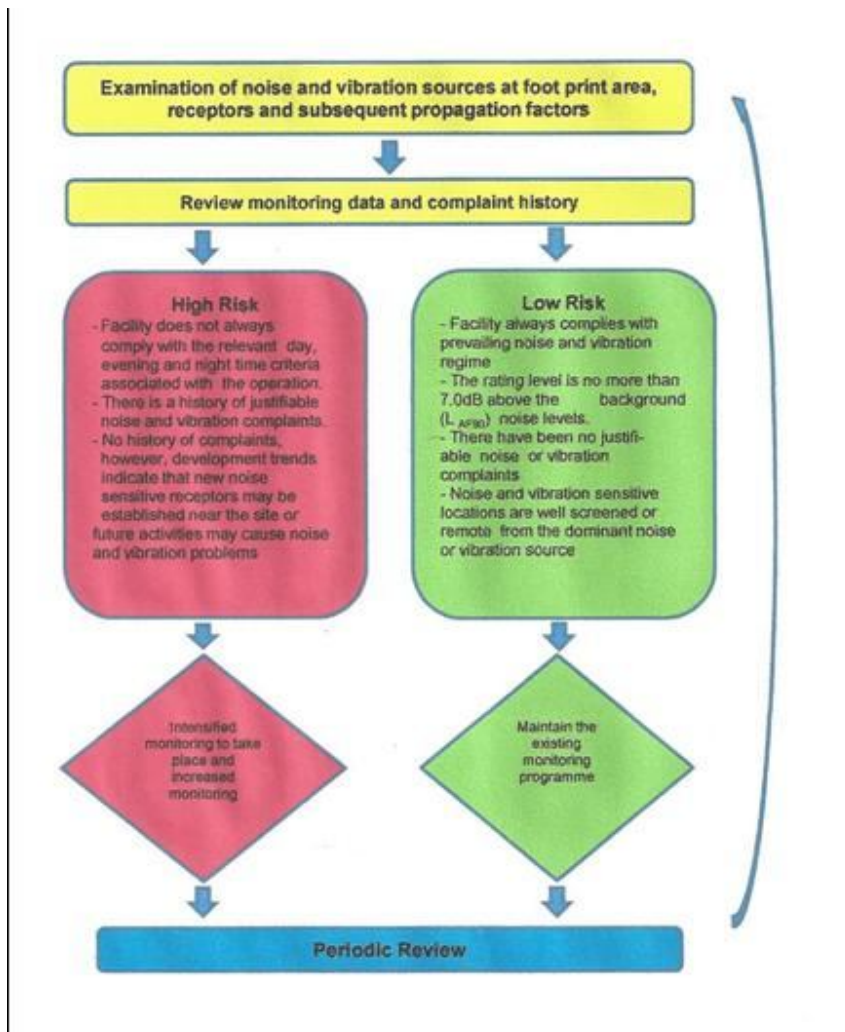 Examination of noise and vibration sources at foot print area,
receptors and subsequent propagation factors
Review monitoring data and complaint history
High Risk
- Facility does not always
comply with the relevant day,
evening and night time criteria
associated with the operation.
- There is a history of justifiable
noise and vibration complaints.
- No history of complaints,
however, development trends
indicate that new noise
sensitive receptors may be
established near the site or
future activities may cause noise
and vibration problems
Low Risk
- Facility always complies with
prevailing noise and vibration
regime
- The rating level is no more than
7.0dB above the background
(L AF90) noise levels.
- There have been no justifi-
able noise or vibration
complaints
- Noise and vibration sensitive
locations are well screened or
remote from the dominant noise
or vibration source
Intensified
monitoring to take
place and
increased
monitoring
Maintain the
existing
monitoring
programme
Periodic Review